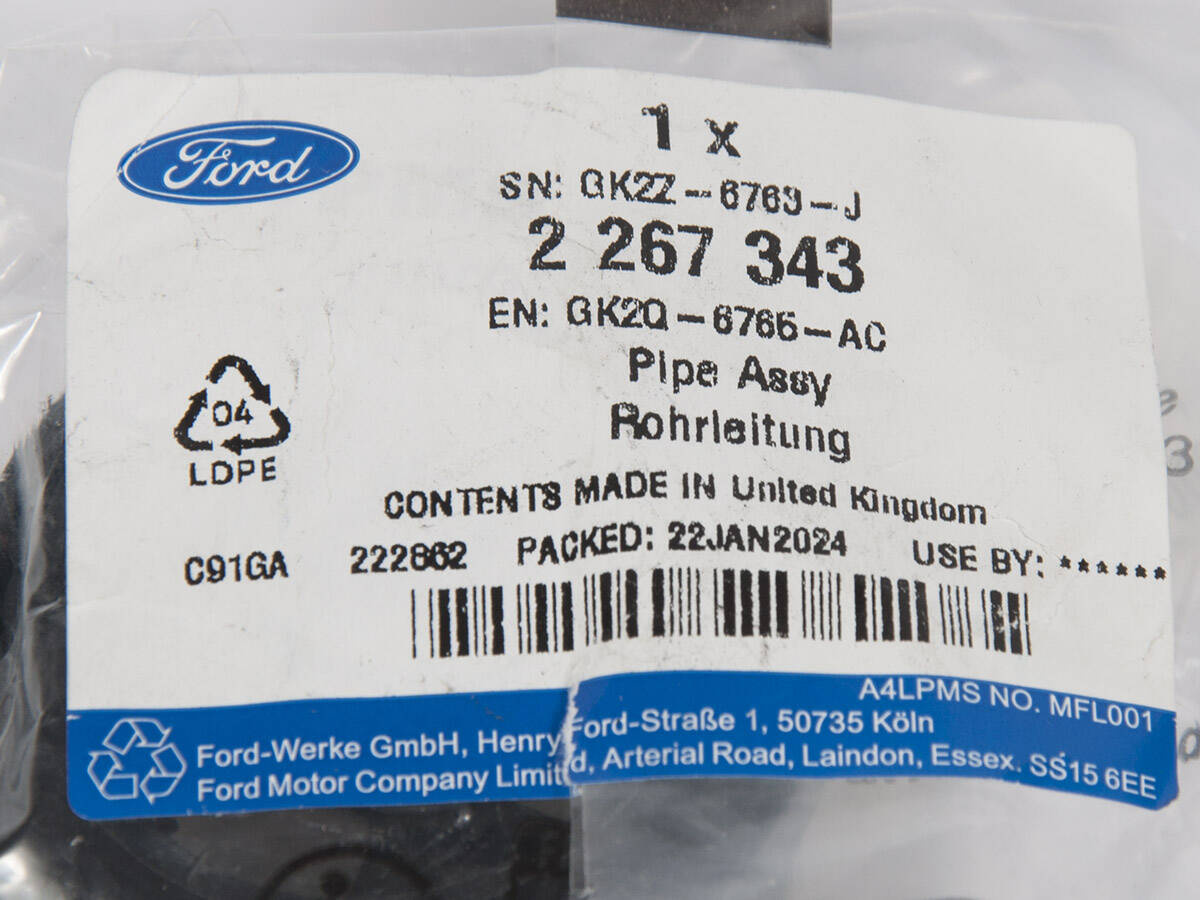 Ford
1 x
SN: GK2Z-6763-J
2 267 343
EN: GK2Q-6765-AC
Pipe Assy
Rohrleitung
04
LDPE
CONTENTS MADE IN United Kingdom
C91GA 222862 PACKED: 22JAN2024 USE BY: ******
A4LPMS NO. MFL001
Ford-Werke GmbH, Henry Ford-Straße 1, 50735 Köln
Ford Motor Company Limit d, Arterial Road, Laindon, Essex. SS15 6EE